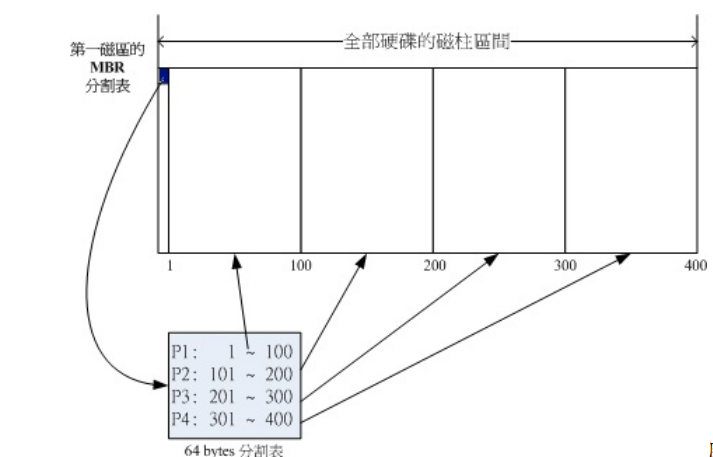 全部硬碟的磁柱區間
第一磁區的
MBR
分割表
1 100 200 300 400
P1: 1 ~ 100
P2: 101 ~ 200
P3: 201 ~ 300
P4: 301 ~ 400
64 bytes 分割表